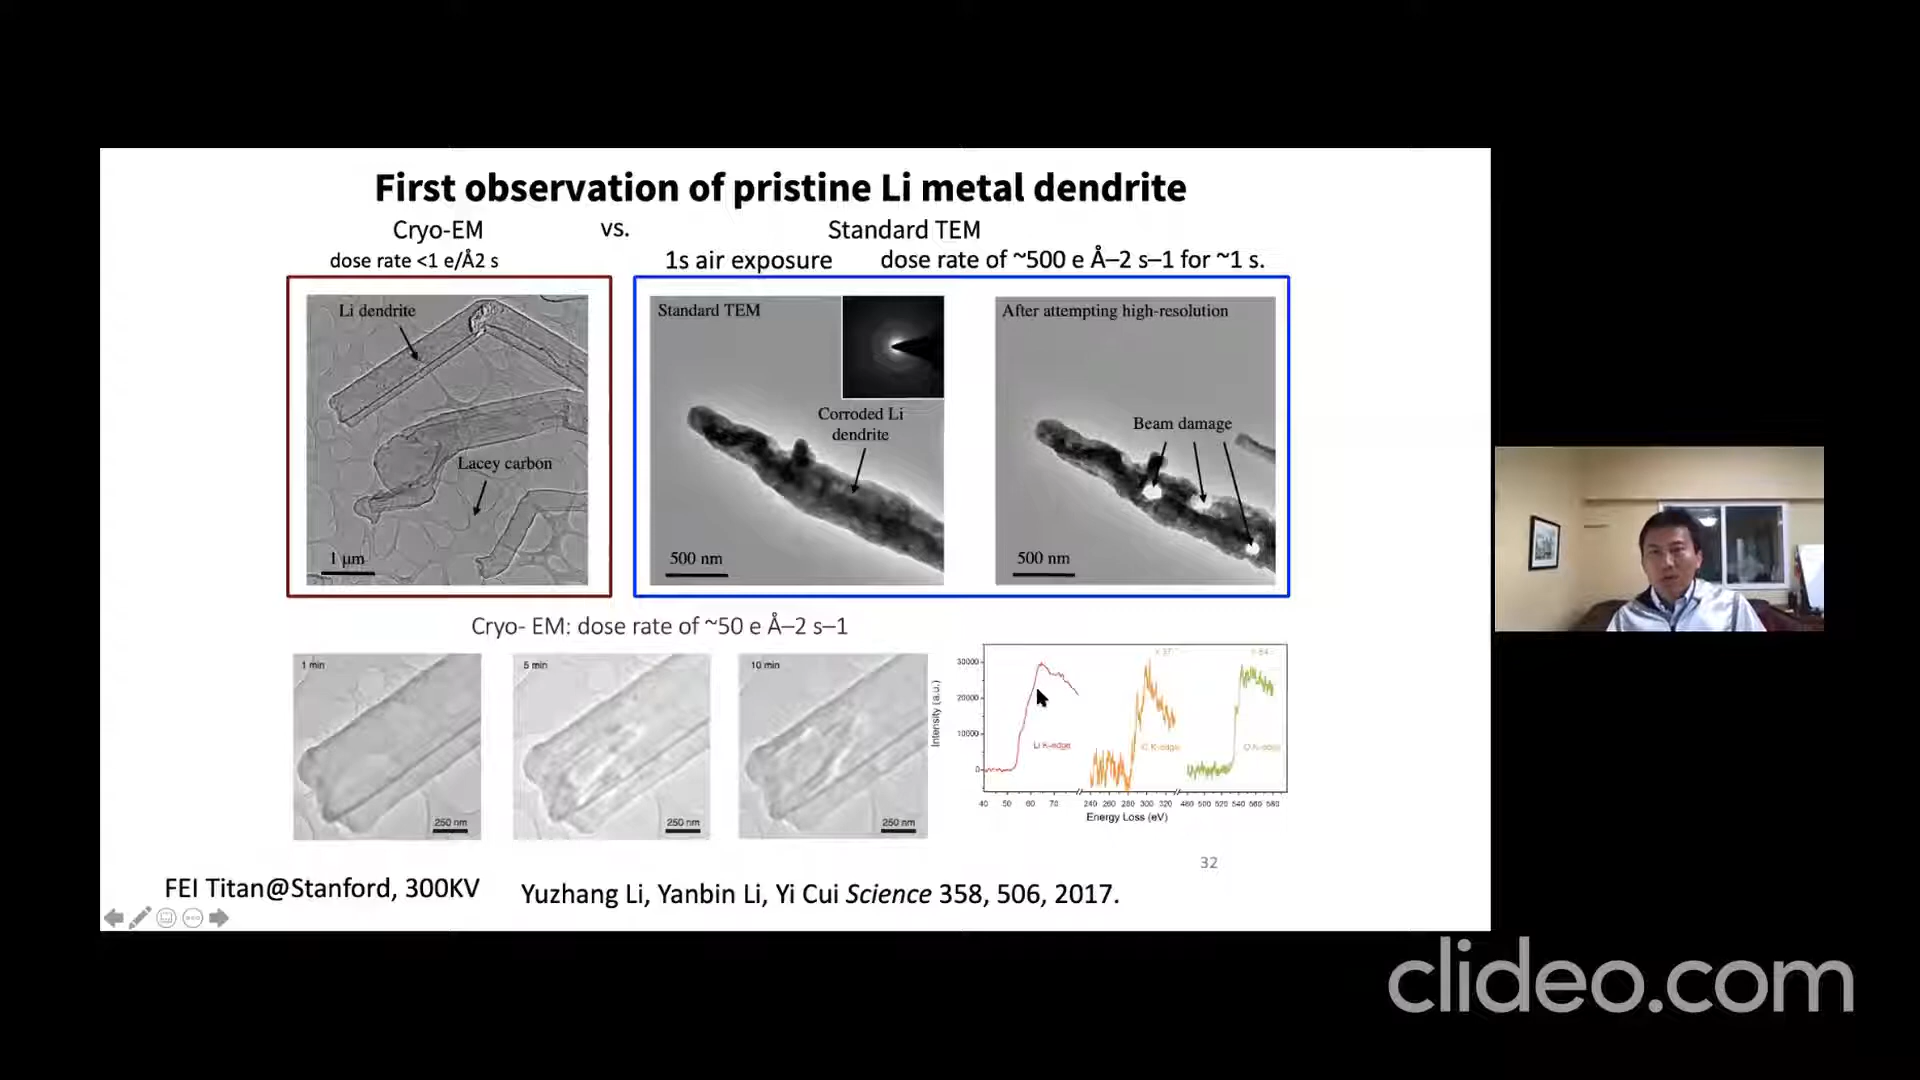 First observation of pristine Li metal dendrite
Cryo-EM vs. Standard TEM
dose rate <1 e/Å2 s
1s air exposure dose rate of ~500 e Å–2 s–1 for ~1 s.
Li dendrite
Lacey carbon
1 μm
Standard TEM
Corroded Li
dendrite
500 nm
After attempting high-resolution
Beam damage
500 nm
Cryo- EM: dose rate of ~50 e Å–2 s–1
1 min
250 nm
5 min
250 nm
10 min
250 nm
Intensity (a.u.)
30000
20000
10000
0
Li K-edge
C K-edge
O K-edge
40 50 60 70 240 260 280 300 320 480 500 520 540 560 580
Energy Loss (eV)
32
FEI Titan@Stanford, 300KV
Yuzhang Li, Yanbin Li, Yi Cui Science 358, 506, 2017.
clideo.com